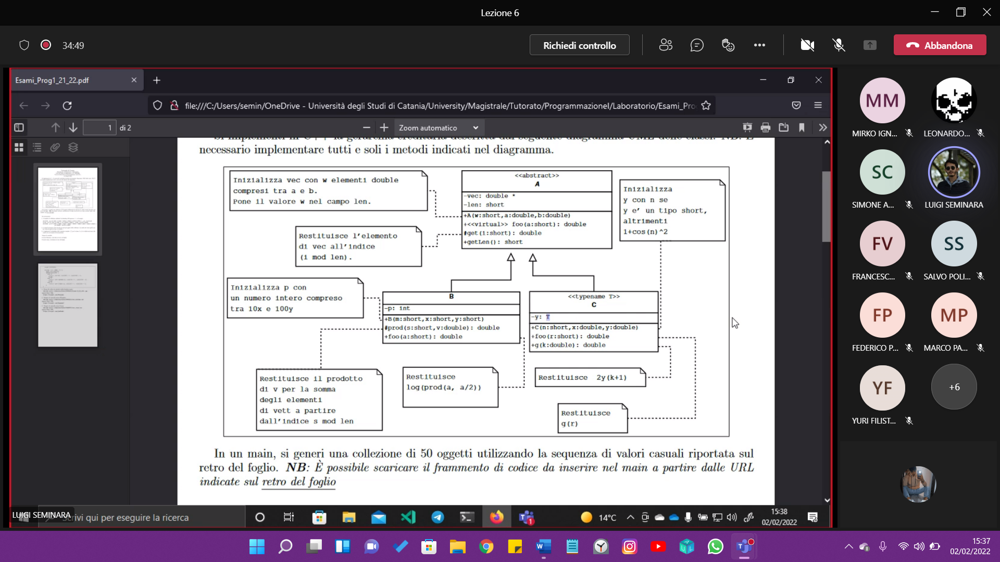 Lezione 6
34:49
Richiedi controllo
Abbandona
Esami_Prog1_21_22.pdf
file:///C:/Users/semin/OneDrive - Università degli Studi di Catania/University/Magistrale/Tutorato/ProgrammazioneI/Laboratorio/Esami_Pro
1 di 2
Zoom automatico
necessario implementare tutti e soli i metodi indicati nel diagramma.
Inizializza vec con w elementi double
compresi tra a e b.
Pone il valore w nel campo len.
<<abstract>>
A
-vec: double *
-len: short
+A(w:short,a:double,b:double)
+<<virtual>> foo(a:short): double
#get(i:short): double
+getLen(): short
Inizializza
y con n se
y e' un tipo short,
altrimenti
1+cos(n)^2
Restituisce l'elemento
di vec all'indice
(i mod len).
Inizializza p con
un numero intero compreso
tra 10x e 100y
B
-p: int
+B(m:short,x:short,y:short)
#prod(s:short,v:double): double
+foo(a:short): double
<<typename T>>
C
-y: T
+C(n:short,x:double,y:double)
+foo(r:short): double
+g(k:double): double
Restituisce il prodotto
di v per la somma
degli elementi
di vett a partire
dall'indice s mod len
Restituisce
log(prod(a, a/2))
Restituisce 2y(k+1)
Restituisce
g(r)
In un main, si generi una collezione di 50 oggetti utilizzando la sequenza di valori casuali riportata sul
retro del foglio. NB: È possibile scaricare il frammento di codice da inserire nel main a partire dalle URL
indicate sul retro del foglio
MM
MIRKO IGN...
LEONARDO...
SC
SIMONE A...
LUIGI SEMINARA
FV
FRANCESC...
SS
SALVO POLI...
FP
FEDERICO P...
MP
MARCO PA...
YF
YURI FILIST...
+6
LUIGI SEMINARA
Scrivi qui per eseguire la ricerca
1
14°C
15:38
02/02/2022
15:37
02/02/2022